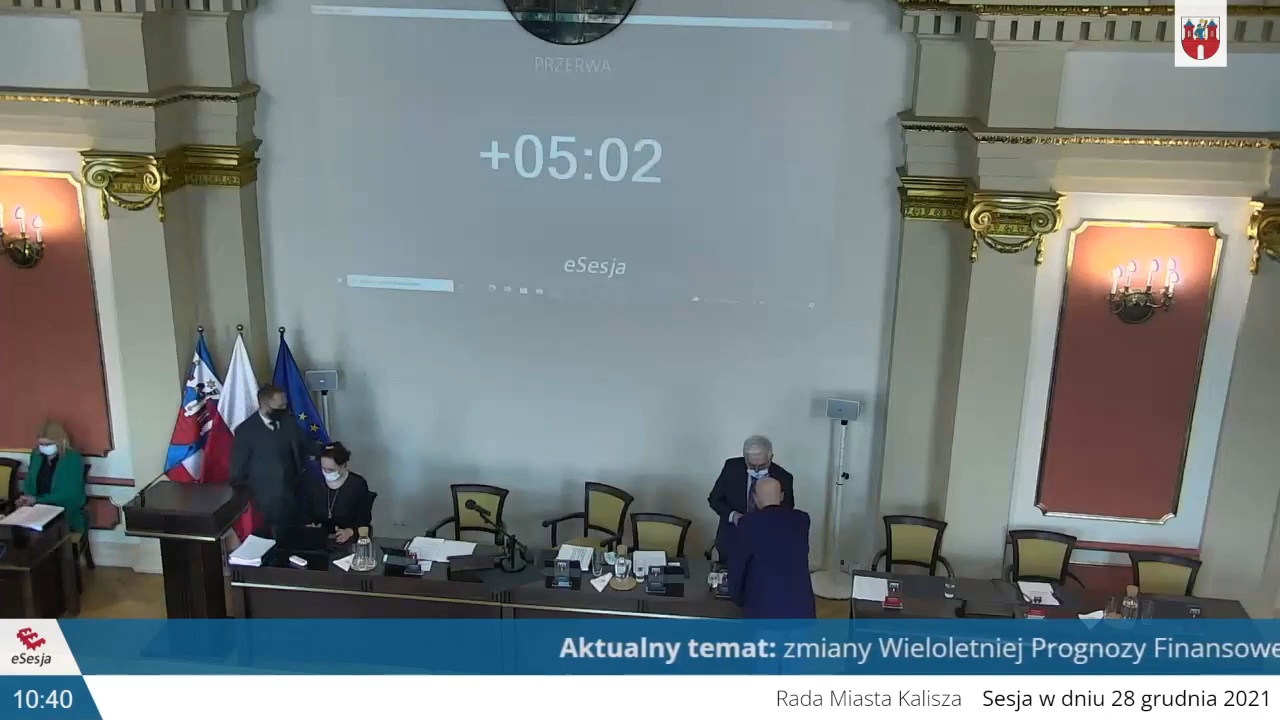 PRZERWA
+05:02
eSesja
eSesja
Aktualny temat: zmiany Wieloletniej Prognozy Finansowe
10:40
Rada Miasta Kalisza Sesja w dniu 28 grudnia 2021